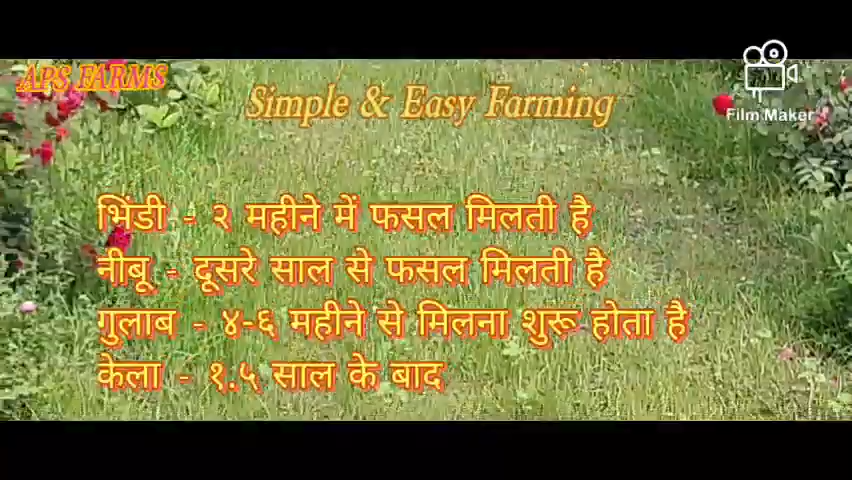 APS FARMS
Film Maker
Simple & Easy Farming
भिंडी - २ महीने में फसल मिलती है
नीबू - दूसरे साल से फसल मिलती है
गुलाब - ४-६ महीने से मिलना शुरू होता है
केला - १.५ साल के बाद